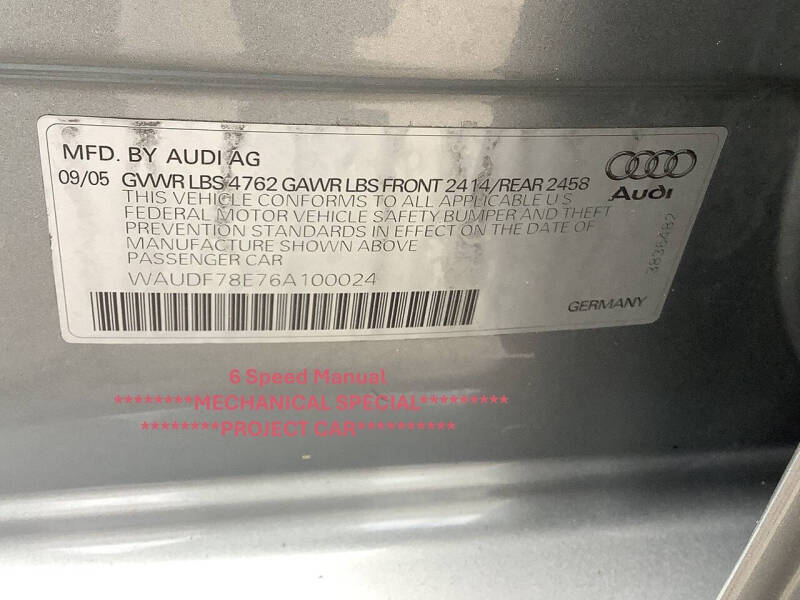 MFD. BY AUDI AG
09/05 GVWR LBS 4762 GAWR LBS FRONT 2414/REAR 2458
THIS VEHICLE CONFORMS TO ALL APPLICABLE U S
FEDERAL MOTOR VEHICLE SAFETY, BUMPER AND THEFT
PREVENTION STANDARDS IN EFFECT ON THE DATE OF
MANUFACTURE SHOWN ABOVE
PASSENGER CAR
WAUDF78E76A100024
Audi
3836482
GERMANY
6 Speed Manual
********MECHANICAL SPECIAL*********
********PROJECT CAR**********